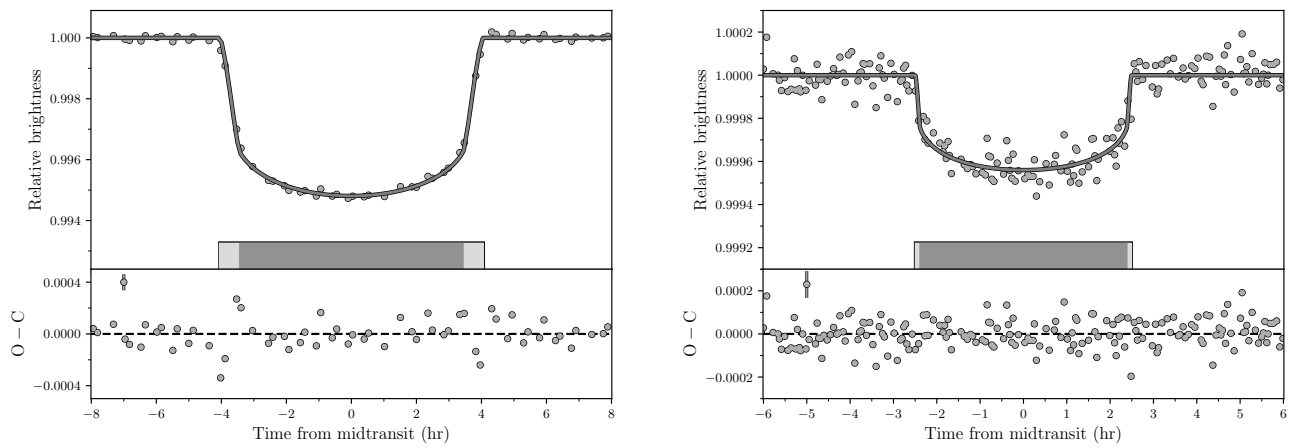 1.000
0.998
0.996
0.994
Relative brightness
0.0004
0.0000
−0.0004
O − C
−8 −6 −4 −2 0 2 4 6 8
Time from midtransit (hr)
1.0002
1.0000
0.9998
0.9996
0.9994
0.9992
Relative brightness
0.0002
0.0000
−0.0002
O − C
−6 −5 −4 −3 −2 −1 0 1 2 3 4 5 6
Time from midtransit (hr)